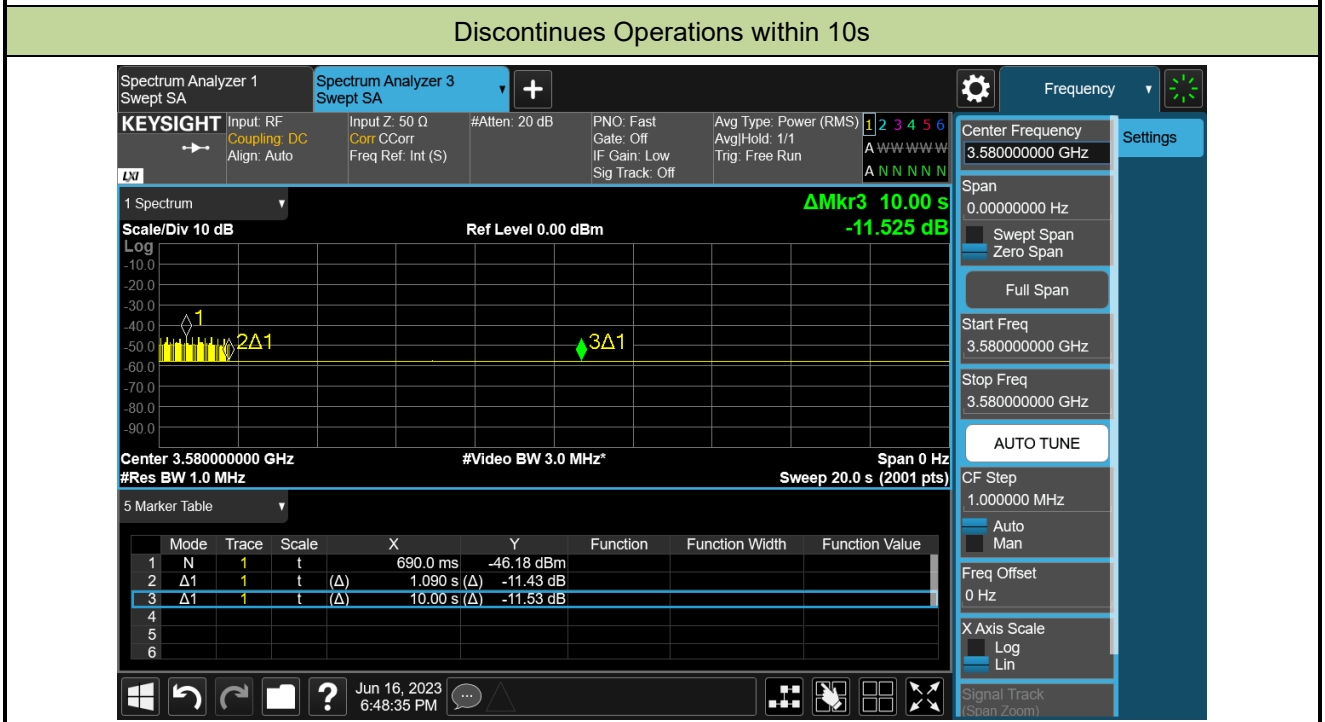 Discontinues Operations within 10s
Spectrum Analyzer 1
Swept SA
Spectrum Analyzer 3
Swept SA
Frequency
KEYSIGHT
LXI
Input: RF
Coupling: DC
Align: Auto
Input Z: 50 Ω
Corr CCorr
Freq Ref: Int (S)
#Atten: 20 dB
PNO: Fast
Gate: Off
IF Gain: Low
Sig Track: Off
Avg Type: Power (RMS)
Avg|Hold: 1/1
Trig: Free Run
1 2 3 4 5 6
A W W W W W
A N N N N N
1 Spectrum
ΔMkr3 10.00 s
-11.525 dB
Scale/Div 10 dB
Ref Level 0.00 dBm
Log
-10.0
-20.0
-30.0
-40.0
-50.0
-60.0
-70.0
-80.0
-90.0
1
2Δ1
3Δ1
Center 3.580000000 GHz
#Video BW 3.0 MHz*
Span 0 Hz
#Res BW 1.0 MHz
Sweep 20.0 s (2001 pts)
5 Marker Table
Mode Trace Scale X Y Function Function Width Function Value
1 N 1 t 690.0 ms -46.18 dBm
2 Δ1 1 t (Δ) 1.090 s (Δ) -11.43 dB
3 Δ1 1 t (Δ) 10.00 s (Δ) -11.53 dB
4
5
6
Jun 16, 2023
6:48:35 PM
Center Frequency
3.580000000 GHz
Settings
Span
0.00000000 Hz
Swept Span
Zero Span
Full Span
Start Freq
3.580000000 GHz
Stop Freq
3.580000000 GHz
AUTO TUNE
CF Step
1.000000 MHz
Auto
Man
Freq Offset
0 Hz
X Axis Scale
Log
Lin
Signal Track
(Span Zoom)